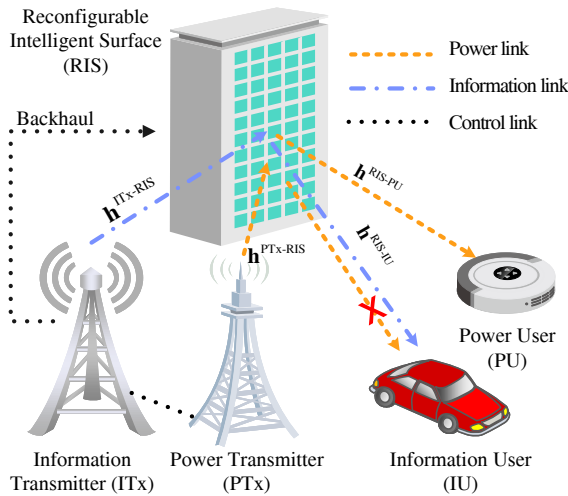 Reconfigurable
Intelligent Surface
(RIS)
Power link
Information link
Control link
Backhaul
h^ITx-RIS
h^PTx-RIS
h^RIS-PU
h^RIS-IU
Power User
(PU)
Information
Transmitter (ITx)
Power Transmitter
(PTx)
Information User
(IU)